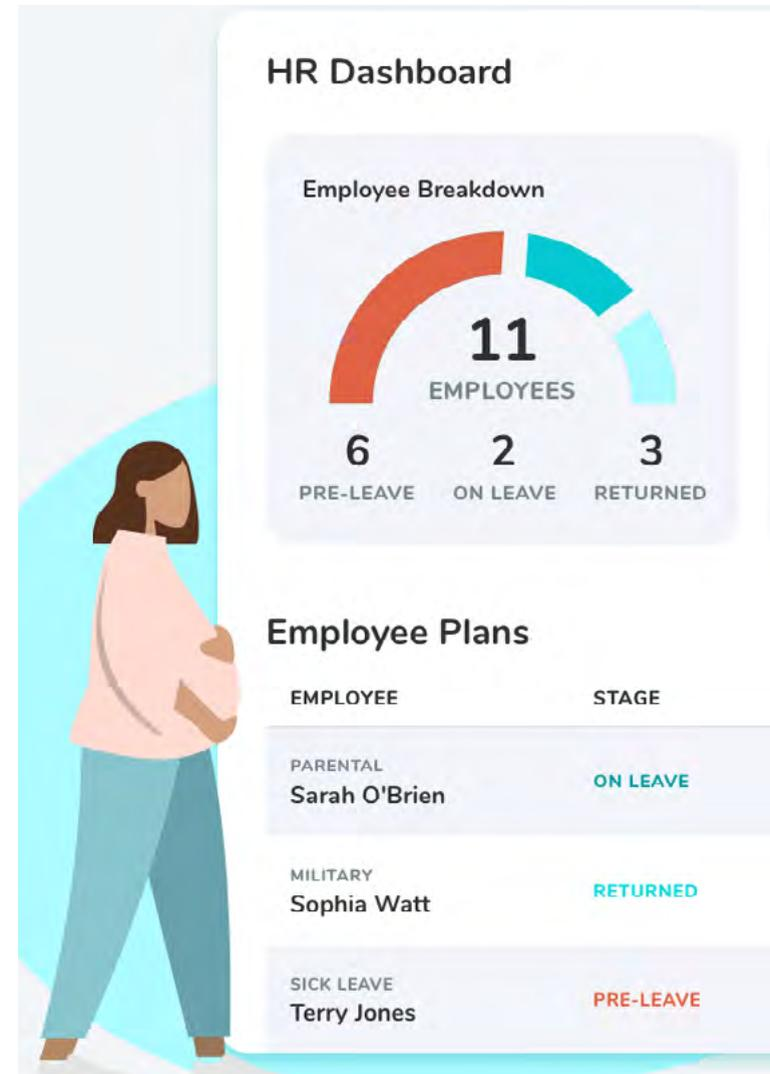 HR Dashboard
Employee Breakdown
11
EMPLOYEES
6 2 3
PRE-LEAVE ON LEAVE RETURNED
Employee Plans
EMPLOYEE STAGE
PARENTAL
Sarah O'Brien ON LEAVE
MILITARY
Sophia Watt RETURNED
SICK LEAVE
Terry Jones PRE-LEAVE